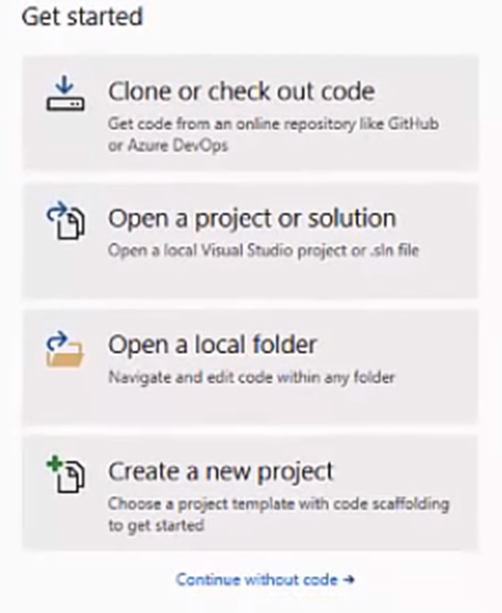 Get started
Clone or check out code
Get code from an online repository like GitHub
or Azure DevOps
Open a project or solution
Open a local Visual Studio project or .sln file
Open a local folder
Navigate and edit code within any folder
Create a new project
Choose a project template with code scaffolding
to get started
Continue without code →